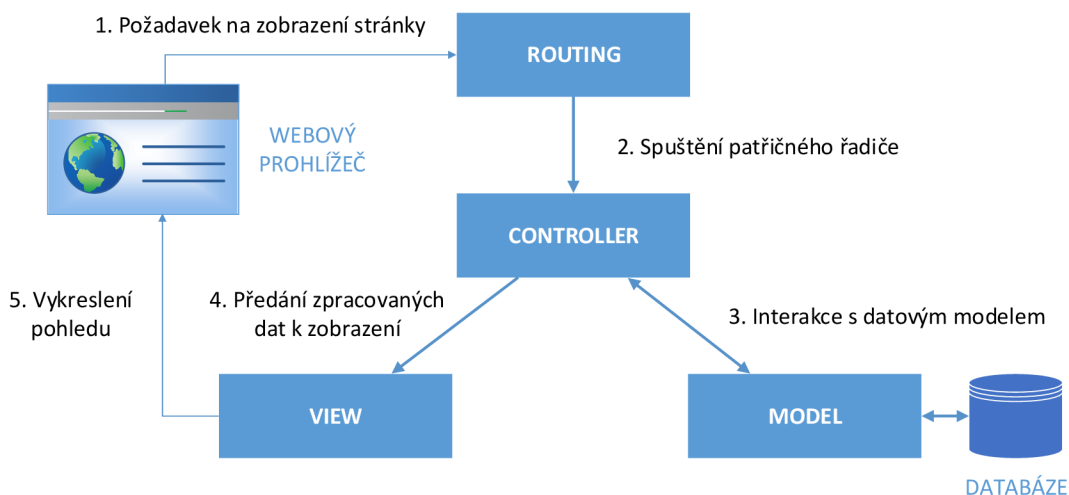 1. Požadavek na zobrazení stránky
ROUTING
WEBOVÝ
PROHLÍŽEČ
2. Spuštění patřičného řadiče
CONTROLLER
5. Vykreslení
pohledu
4. Předání zpracovaných
dat k zobrazení
3. Interakce s datovým modelem
VIEW
MODEL
DATABÁZE